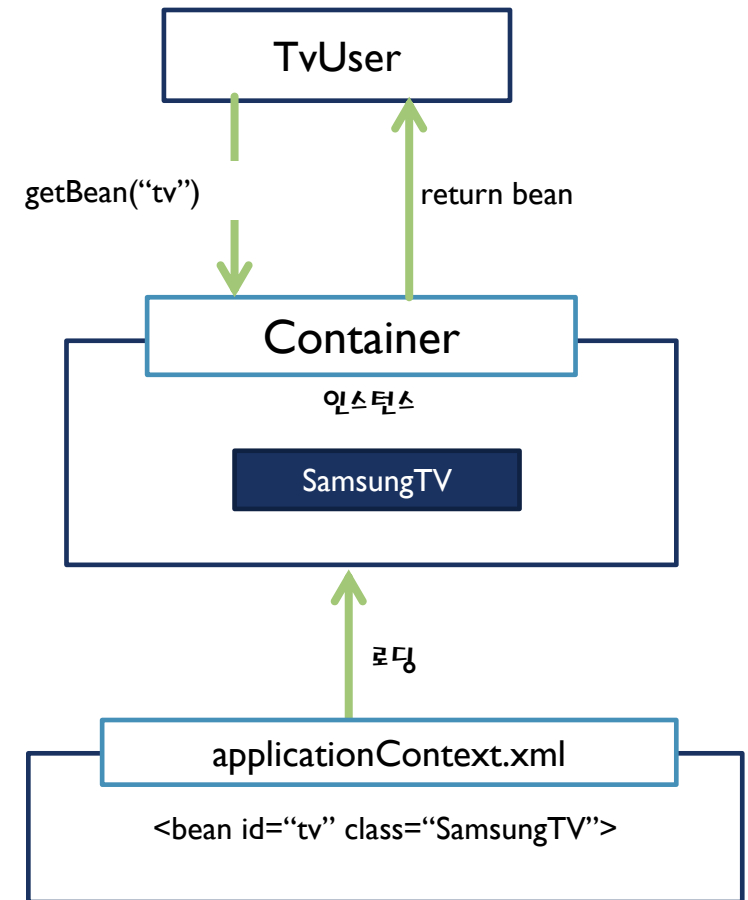 TvUser
getBean(“tv”)
return bean
Container
인스턴스
SamsungTV
로딩
applicationContext.xml
<bean id=“tv” class=“SamsungTV”>